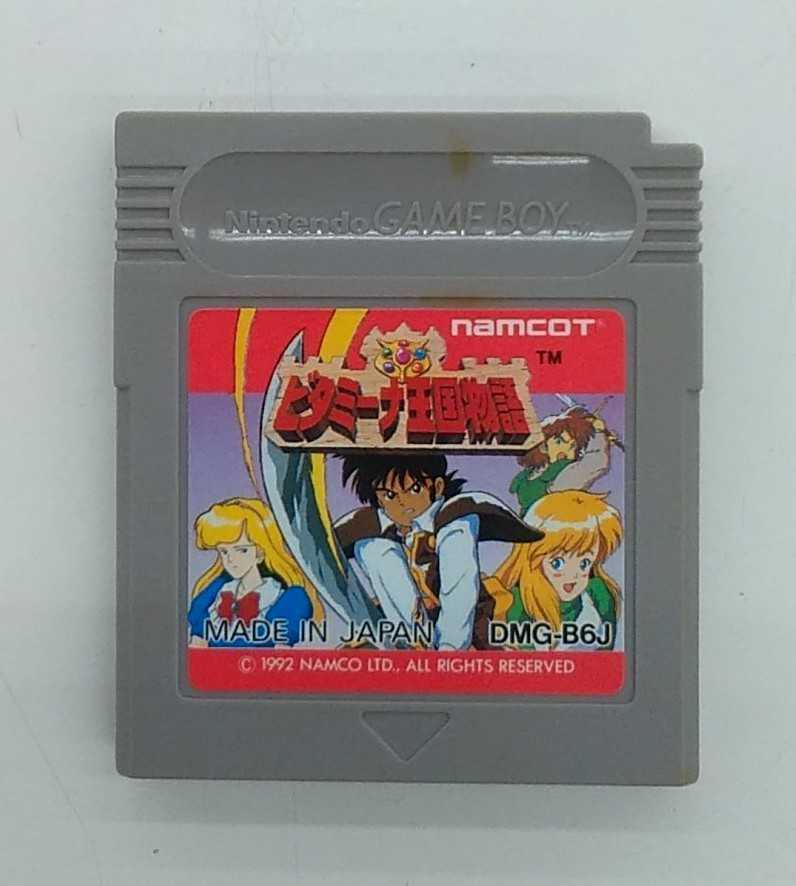 Nintendo GAME BOY TM
namcot
TM
ビタミーナ王国物語
MADE IN JAPAN DMG-B6J
© 1992 NAMCO LTD., ALL RIGHTS RESERVED